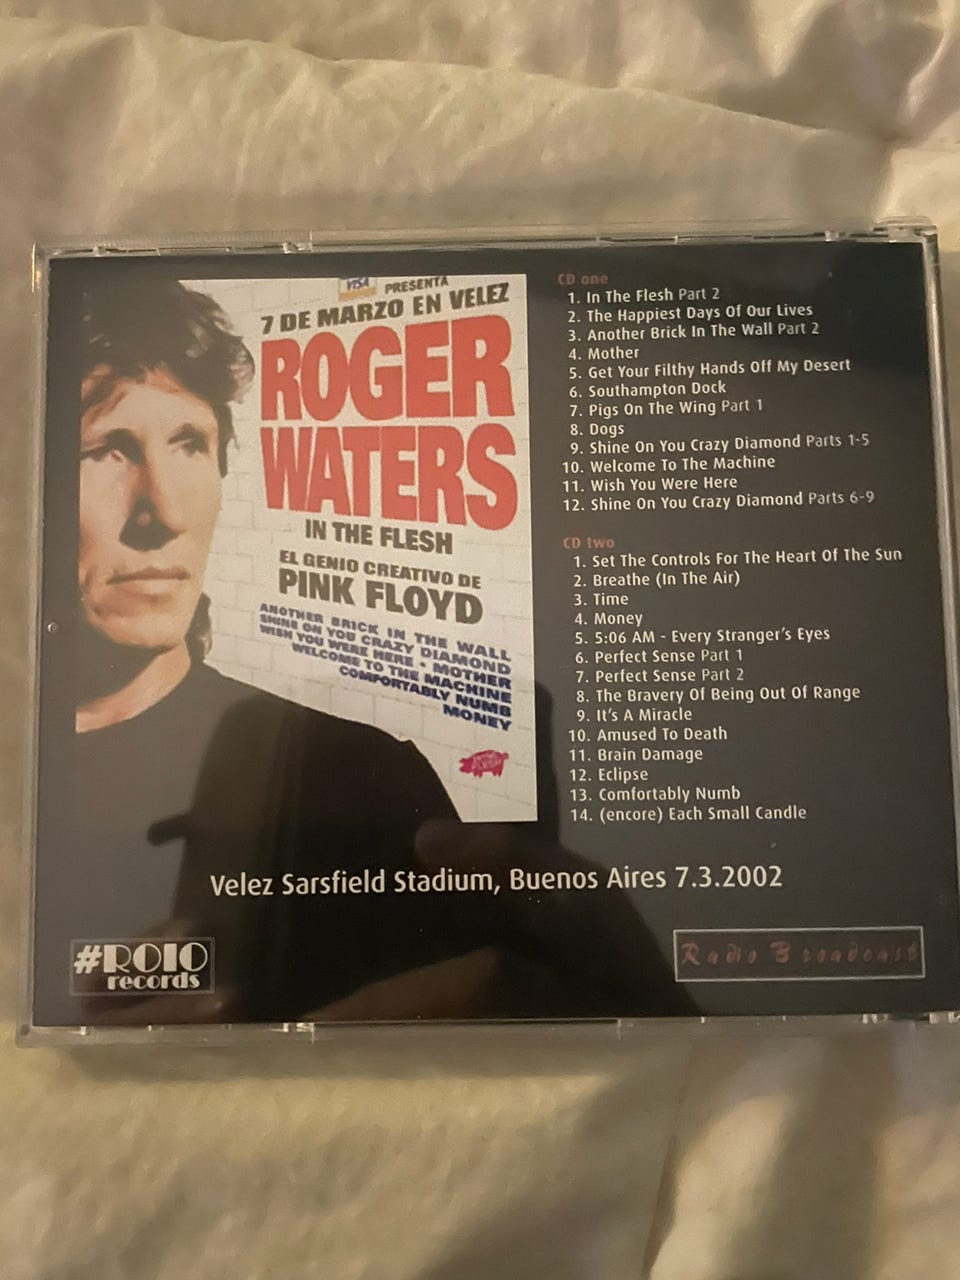 VISA PRESENTA
7 DE MARZO EN VELEZ
ROGER
WATERS
IN THE FLESH
EL GENIO CREATIVO DE
PINK FLOYD
ANOTHER BRICK IN THE WALL
SHINE ON YOU CRAZY DIAMOND
WISH YOU WERE HERE • MOTHER
WELCOME TO THE MACHINE
COMFORTABLY NUMB
MONEY
CD one
1. In The Flesh Part 2
2. The Happiest Days Of Our Lives
3. Another Brick In The Wall Part 2
4. Mother
5. Get Your Filthy Hands Off My Desert
6. Southampton Dock
7. Pigs On The Wing Part 1
8. Dogs
9. Shine On You Crazy Diamond Parts 1-5
10. Welcome To The Machine
11. Wish You Were Here
12. Shine On You Crazy Diamond Parts 6-9
CD two
1. Set The Controls For The Heart Of The Sun
2. Breathe (In The Air)
3. Time
4. Money
5. 5:06 AM - Every Stranger's Eyes
6. Perfect Sense Part 1
7. Perfect Sense Part 2
8. The Bravery Of Being Out Of Range
9. It's A Miracle
10. Amused To Death
11. Brain Damage
12. Eclipse
13. Comfortably Numb
14. (encore) Each Small Candle
Velez Sarsfield Stadium, Buenos Aires 7.3.2002
#ROIO
records
Radio Broadcast